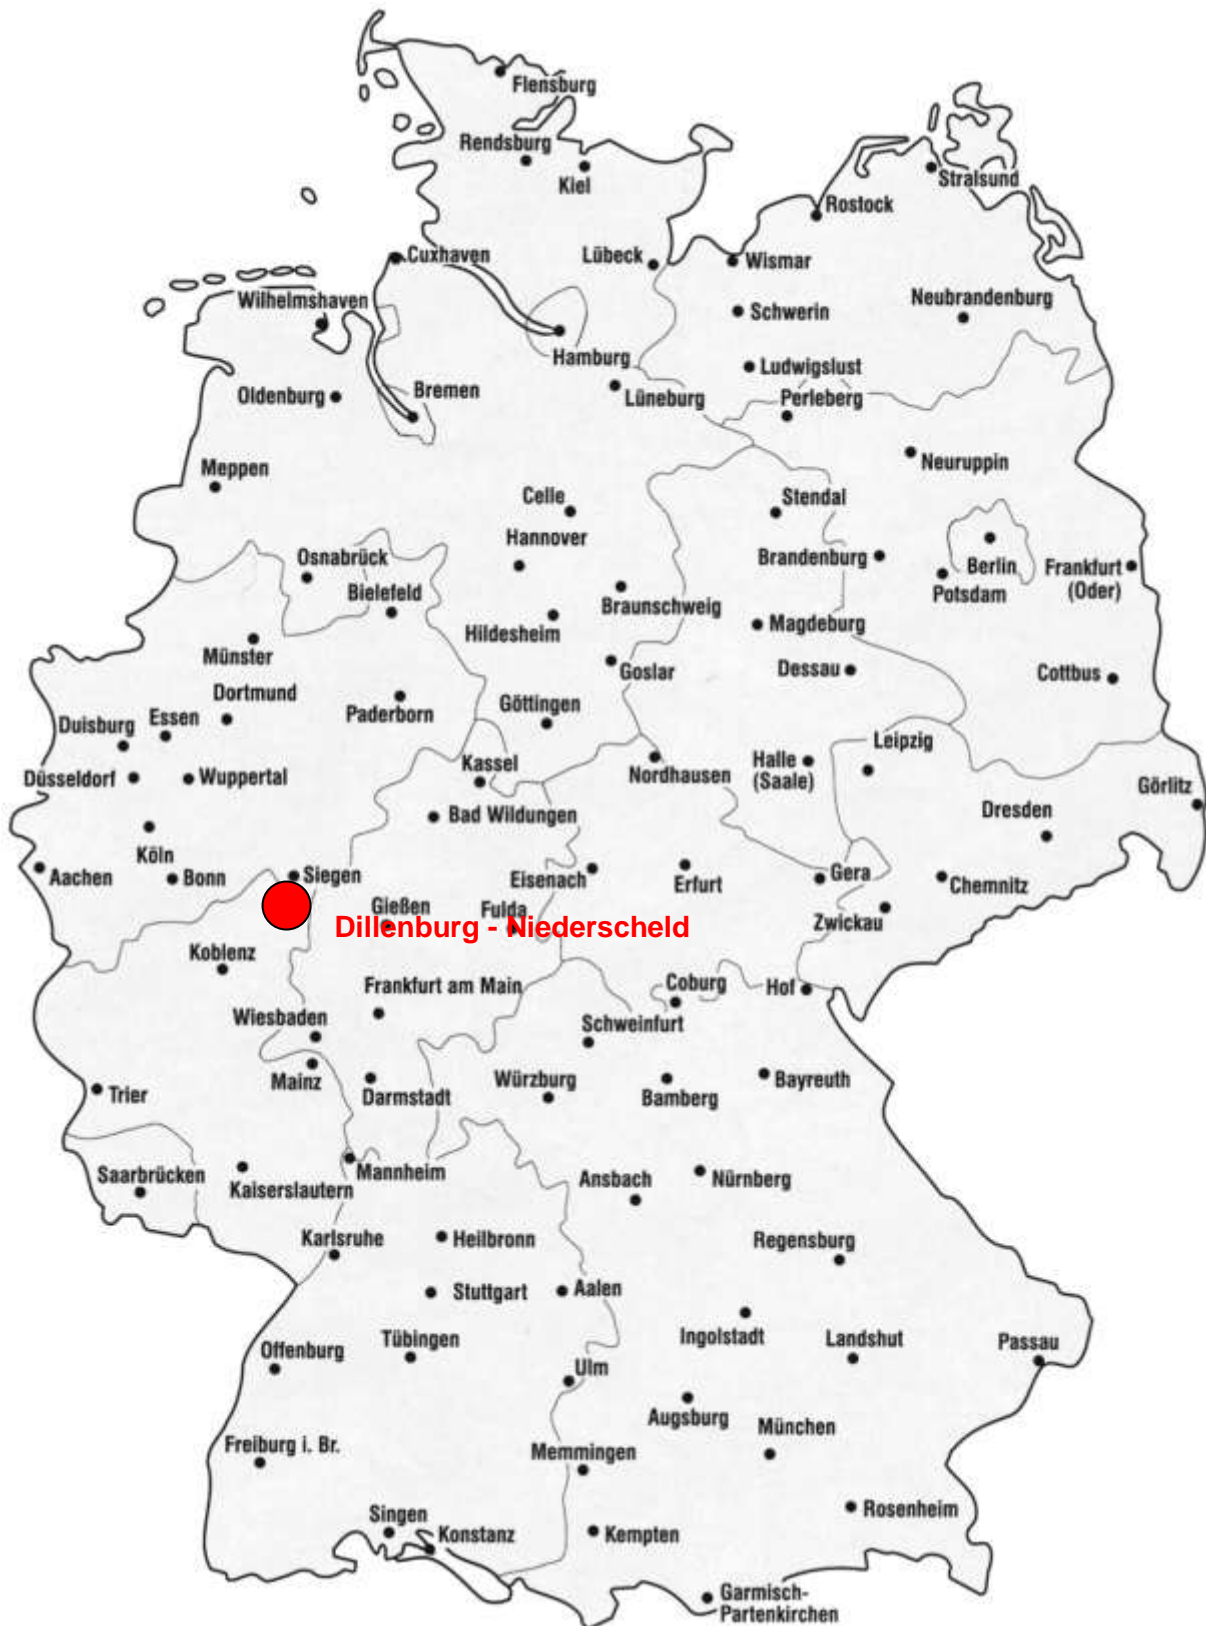 Flensburg
Rendsburg
Kiel
Stralsund
Rostock
Cuxhaven
Lübeck
Wismar
Wilhelmshaven
Schwerin
Neubrandenburg
Hamburg
Ludwigslust
Oldenburg
Bremen
Lüneburg
Perleberg
Meppen
Neuruppin
Celle
Stendal
Hannover
Osnabrück
Brandenburg
Berlin
Frankfurt
(Oder)
Bielefeld
Potsdam
Braunschweig
Hildesheim
Magdeburg
Münster
Goslar
Dessau
Cottbus
Dortmund
Paderborn
Göttingen
Duisburg
Essen
Leipzig
Kassel
Nordhausen
Halle
(Saale)
Düsseldorf
Wuppertal
Görlitz
Bad Wildungen
Dresden
Köln
Aachen
Bonn
Siegen
Eisenach
Erfurt
Gera
Chemnitz
Gießen
Fulda
Zwickau
Dillenburg - Niederscheld
Koblenz
Frankfurt am Main
Coburg
Hof
Wiesbaden
Schweinfurt
Mainz
Darmstadt
Würzburg
Bamberg
Bayreuth
Trier
Saarbrücken
Kaiserslautern
Mannheim
Ansbach
Nürnberg
Karlsruhe
Heilbronn
Regensburg
Stuttgart
Aalen
Offenburg
Tübingen
Ingolstadt
Landshut
Passau
Ulm
Augsburg
München
Freiburg i. Br.
Memmingen
Singen
Konstanz
Kempten
Rosenheim
Garmisch-
Partenkirchen